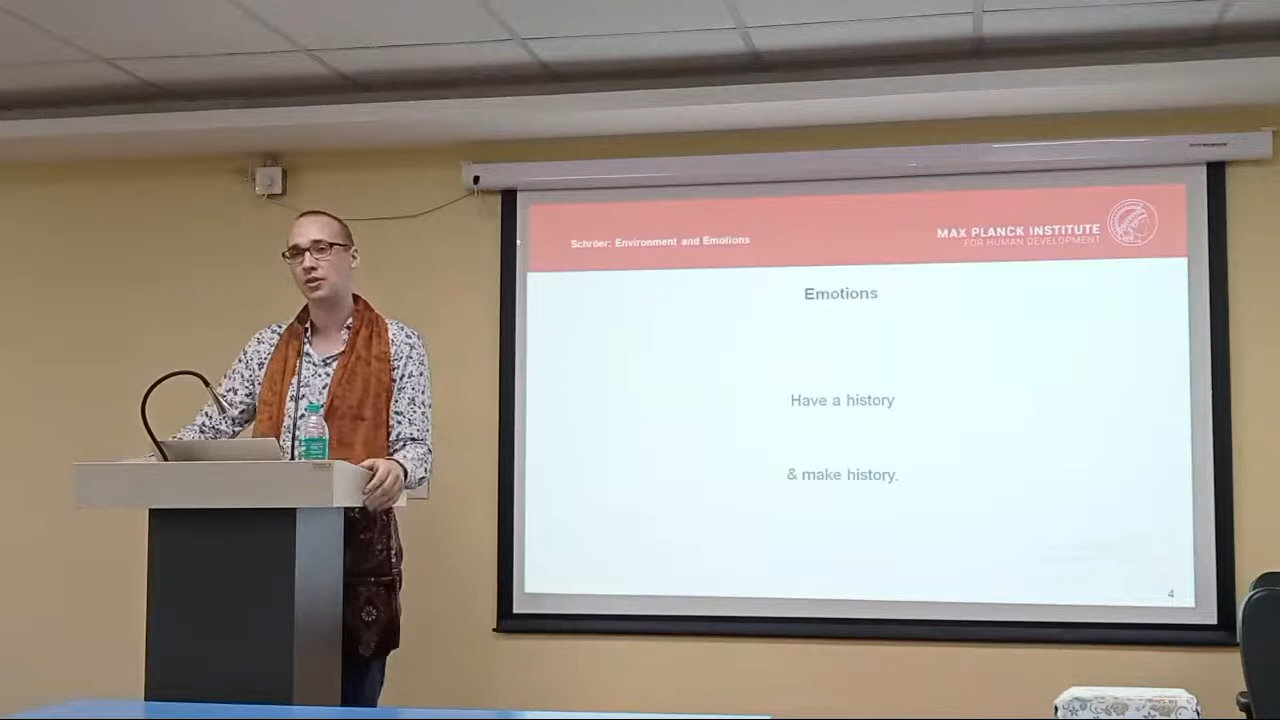 Schröer: Environment and Emotions
MAX PLANCK INSTITUTE
FOR HUMAN DEVELOPMENT
Emotions
Have a history
& make history.
4